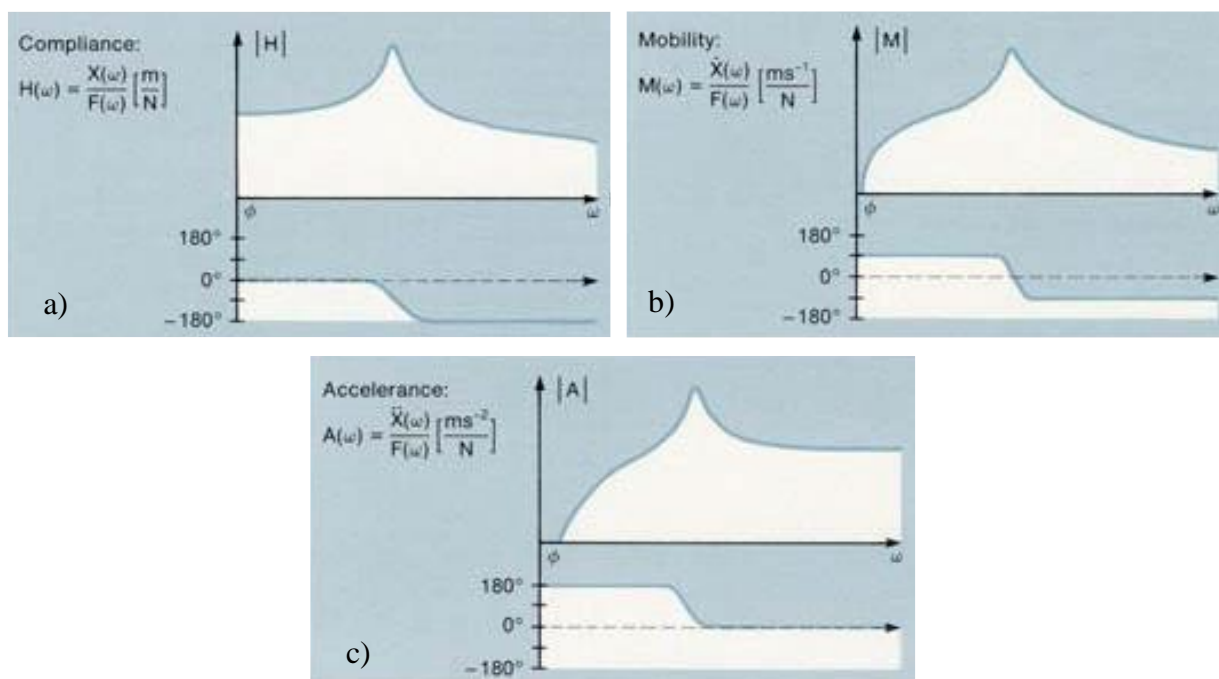 Compliance:
H(ω) = X(ω)/F(ω) [m/N]
|H|
ϕ
ω
180°
0°
−180°
a)
Mobility:
M(ω) = Ẋ(ω)/F(ω) [ms⁻¹/N]
|M|
ϕ
ω
180°
0°
−180°
b)
Accelerance:
A(ω) = Ẍ(ω)/F(ω) [ms⁻²/N]
|A|
ϕ
ω
180°
0°
−180°
c)